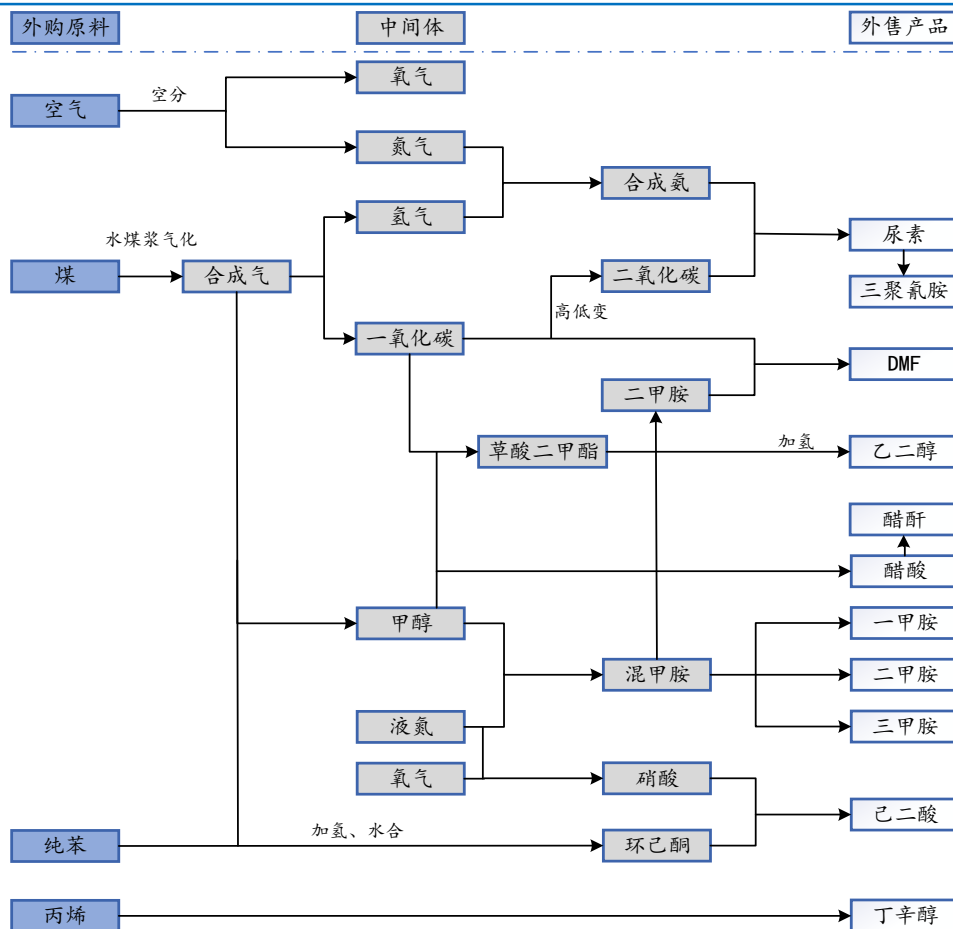 外购原料 中间体 外售产品
氧气
空分
空气
氮气
合成氨
氢气
尿素
水煤浆气化
煤 合成气 二氧化碳
三聚氰胺
高低变
一氧化碳
DMF
二甲胺
加氢
草酸二甲酯 乙二醇
醋酐
醋酸
甲醇 一甲胺
混甲胺 二甲胺
液氮 三甲胺
氧气 硝酸
己二酸
加氢、水合
纯苯 环己酮
丙烯 丁辛醇